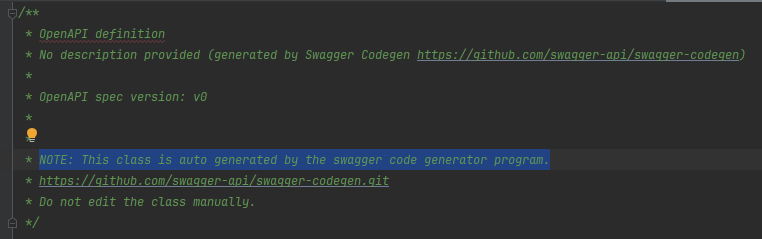 /**
* OpenAPI definition
* No description provided (generated by Swagger Codegen https://github.com/swagger-api/swagger-codegen)
*
* OpenAPI spec version: v0
*
*
* NOTE: This class is auto generated by the swagger code generator program.
* https://github.com/swagger-api/swagger-codegen.git
* Do not edit the class manually.
*/